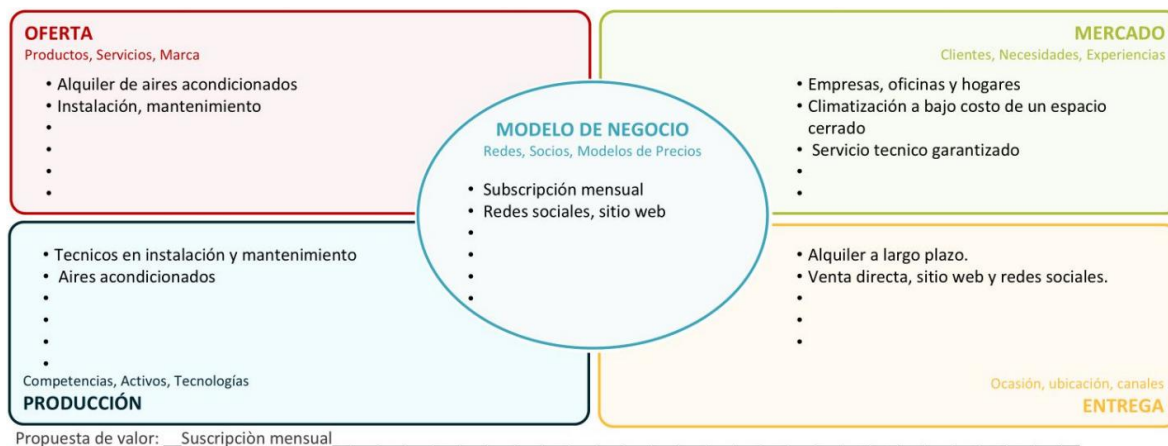 OFERTA
Productos, Servicios, Marca
• Alquiler de aires acondicionados
• Instalación, mantenimiento
•
•
•
•
MERCADO
Clientes, Necesidades, Experiencias
• Empresas, oficinas y hogares
• Climatización a bajo costo de un espacio
cerrado
• Servicio tecnico garantizado
•
•
MODELO DE NEGOCIO
Redes, Socios, Modelos de Precios
• Subscripción mensual
• Redes sociales, sitio web
•
•
•
•
• Tecnicos en instalación y mantenimiento
• Aires acondicionados
•
•
•
•
Competencias, Activos, Tecnologías
PRODUCCIÓN
• Alquiler a largo plazo.
• Venta directa, sitio web y redes sociales.
•
•
•
Ocasión, ubicación, canales
ENTREGA
Propuesta de valor: __Suscripciòn mensual__